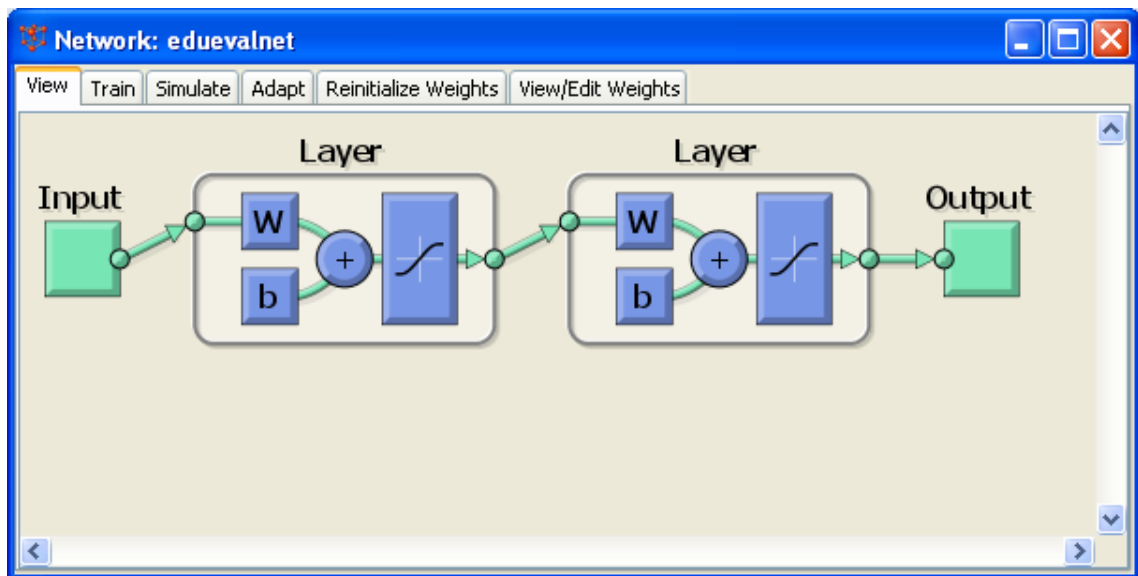 Network: eduevalnet
View Train Simulate Adapt Reinitialize Weights View/Edit Weights
Layer Layer
Input Output
W W
+ +
b b